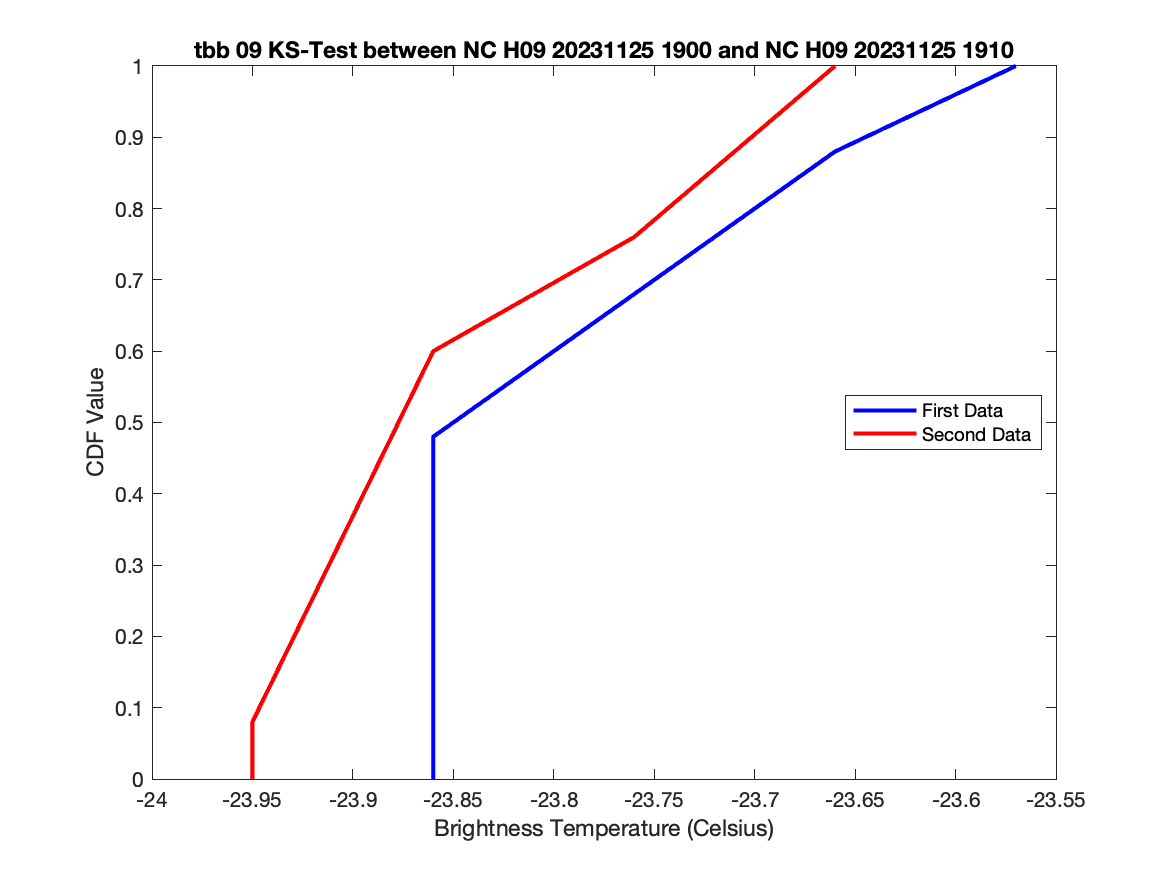 tbb 09 KS-Test between NC H09 20231125 1900 and NC H09 20231125 1910
1
0.9
0.8
0.7
0.6
0.5
0.4
0.3
0.2
0.1
0
CDF Value
First Data
Second Data
-24 -23.95 -23.9 -23.85 -23.8 -23.75 -23.7 -23.65 -23.6 -23.55
Brightness Temperature (Celsius)